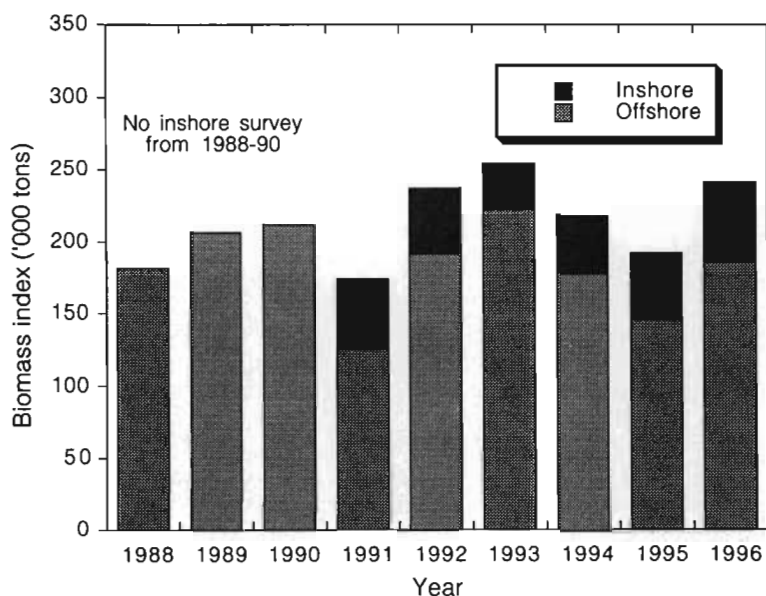 350
300
250
200
150
100
50
0
Biomass index ('000 tons)
No inshore survey
from 1988-90
Inshore
Offshore
1988 1989 1990 1991 1992 1993 1994 1995 1996
Year